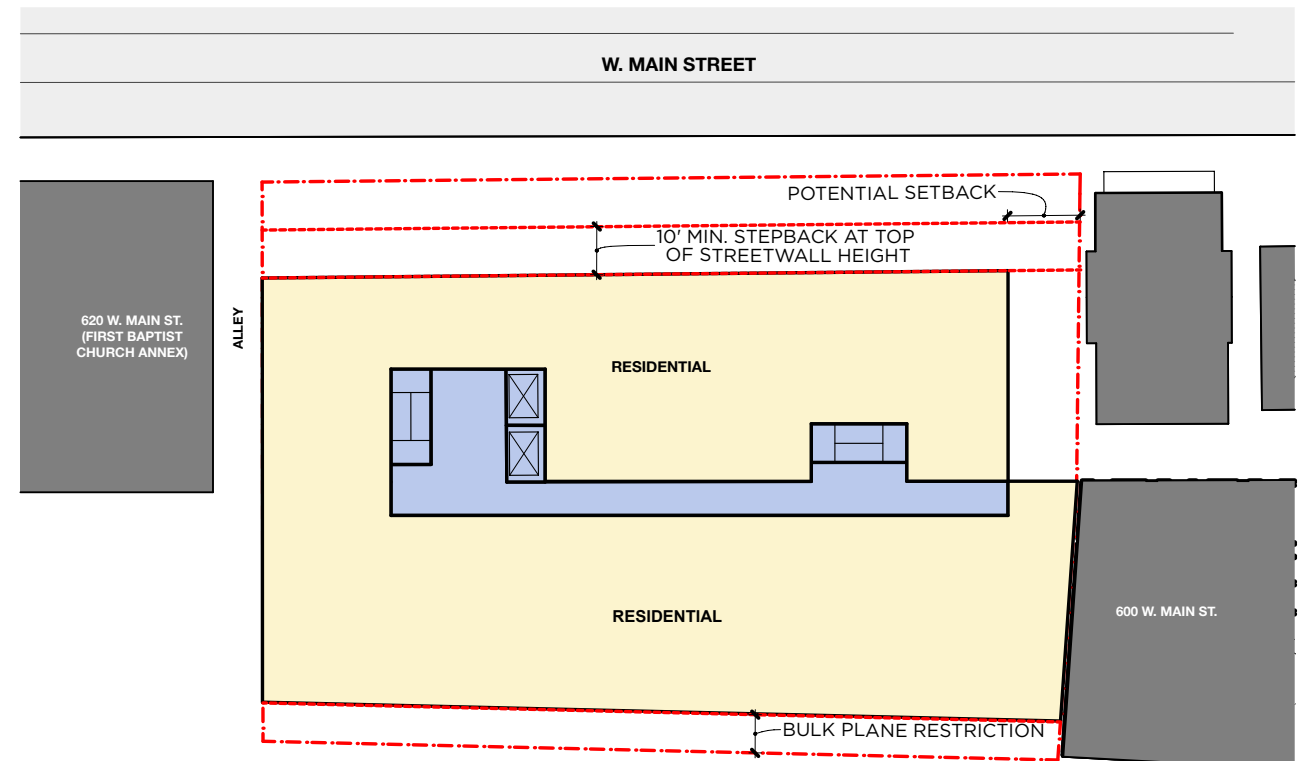 W. MAIN STREET
POTENTIAL SETBACK
10' MIN. STEPBACK AT TOP
OF STREETWALL HEIGHT
620 W. MAIN ST.
(FIRST BAPTIST
CHURCH ANNEX)
ALLEY
RESIDENTIAL
RESIDENTIAL
600 W. MAIN ST.
BULK PLANE RESTRICTION